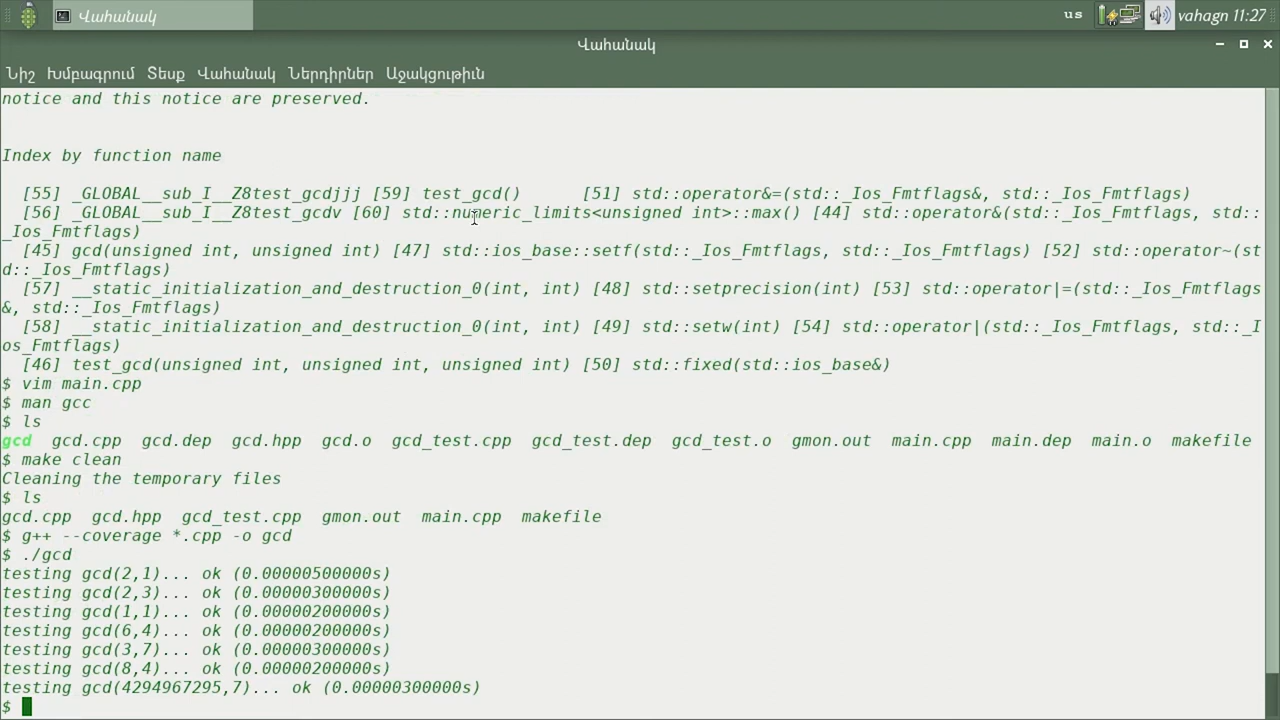 Վահանակ
us
vahagn 11:27
Վահանակ
Նիշ Խմբագրում Տեսք Վահանակ Ներդիրներ Աջակցութիւն
notice and this notice are preserved.
Index by function name
[55] _GLOBAL__sub_I__Z8test_gcdjjj [59] test_gcd() [51] std::operator&=(std::_Ios_Fmtflags&, std::_Ios_Fmtflags)
[56] _GLOBAL__sub_I__Z8test_gcdv [60] std::numeric_limits<unsigned int>::max() [44] std::operator&(std::_Ios_Fmtflags, std::
_Ios_Fmtflags)
[45] gcd(unsigned int, unsigned int) [47] std::ios_base::setf(std::_Ios_Fmtflags, std::_Ios_Fmtflags) [52] std::operator~(st
d::_Ios_Fmtflags)
[57] __static_initialization_and_destruction_0(int, int) [48] std::setprecision(int) [53] std::operator|=(std::_Ios_Fmtflags
&, std::_Ios_Fmtflags)
[58] __static_initialization_and_destruction_0(int, int) [49] std::setw(int) [54] std::operator|(std::_Ios_Fmtflags, std::_I
os_Fmtflags)
[46] test_gcd(unsigned int, unsigned int, unsigned int) [50] std::fixed(std::ios_base&)
$ vim main.cpp
$ man gcc
$ ls
gcd gcd.cpp gcd.dep gcd.hpp gcd.o gcd_test.cpp gcd_test.dep gcd_test.o gmon.out main.cpp main.dep main.o makefile
$ make clean
Cleaning the temporary files
$ ls
gcd.cpp gcd.hpp gcd_test.cpp gmon.out main.cpp makefile
$ g++ --coverage *.cpp -o gcd
$ ./gcd
testing gcd(2,1)... ok (0.00000500000s)
testing gcd(2,3)... ok (0.00000300000s)
testing gcd(1,1)... ok (0.00000200000s)
testing gcd(6,4)... ok (0.00000200000s)
testing gcd(3,7)... ok (0.00000300000s)
testing gcd(8,4)... ok (0.00000200000s)
testing gcd(4294967295,7)... ok (0.00000300000s)
$